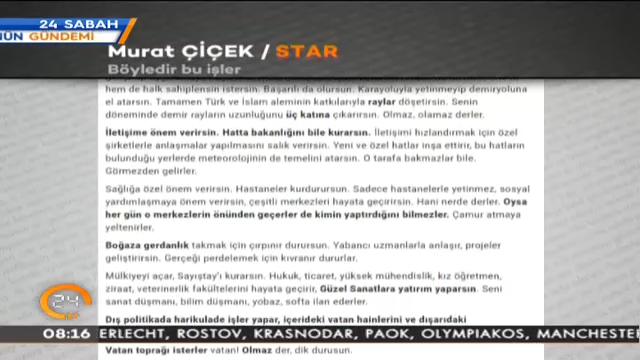 24 SABAH
NÜN GÜNDEMİ
Murat ÇİÇEK / STAR
Böyledir bu işler
hem de halk sahiplensin istersin. Başarılı da olursun. Karayoluyla yetinmeyip demiryoluna
el atarsın. Tamamen Türk ve İslam aleminin katkılarıyla raylar döşetirsin. Senin
döneminde demir rayların uzunluğunu üç katına çıkarırsın. Olmaz, olamaz derler.
İletişime önem verirsin. Hatta bakanlığını bile kurarsın. İletişimi hızlandırmak için özel
şirketlerle anlaşmalar yapılmasını salık verirsin. Yeni ve özel hatlar inşa ettirir, bu hatların
bulunduğu yerlerde meteorolojinin de temelini atarsın. O tarafa bakmazlar bile.
Görmezden gelirler.
Sağlığa özel önem verirsin. Hastaneler kurdurursun. Sadece hastanelerle yetinmez, sosyal
yardımlaşmaya önem verirsin, çeşitli merkezleri hayata geçirirsin. Hani nerde derler. Oysa
her gün o merkezlerin önünden geçerler de kimin yaptırdığını bilmezler. Çamur atmaya
yeltenirler.
Boğaza gerdanlık takmak için çırpınır durursun. Yabancı uzmanlarla anlaşır, projeler
geliştirirsin. Gerçeği perdelemek için kıvranır dururlar.
Mülkiyeyi açar, Sayıştay'ı kurarsın. Hukuk, ticaret, yüksek mühendislik, kız öğretmen,
ziraat, veterinerlik fakültelerini hayata geçirir, Güzel Sanatlara yatırım yaparsın. Seni
sanat düşmanı, bilim düşmanı, yobaz, softa ilan ederler.
Dış politikada harikulade işler yapar, içerideki vatan hainlerini ve dışarıdaki
24
08:16 ERLECHT, ROSTOV, KRASNODAR, PAOK, OLYMPIAKOS, MANCHESTER
Vatan toprağı isterler vatan! Olmaz der, dik durusun.